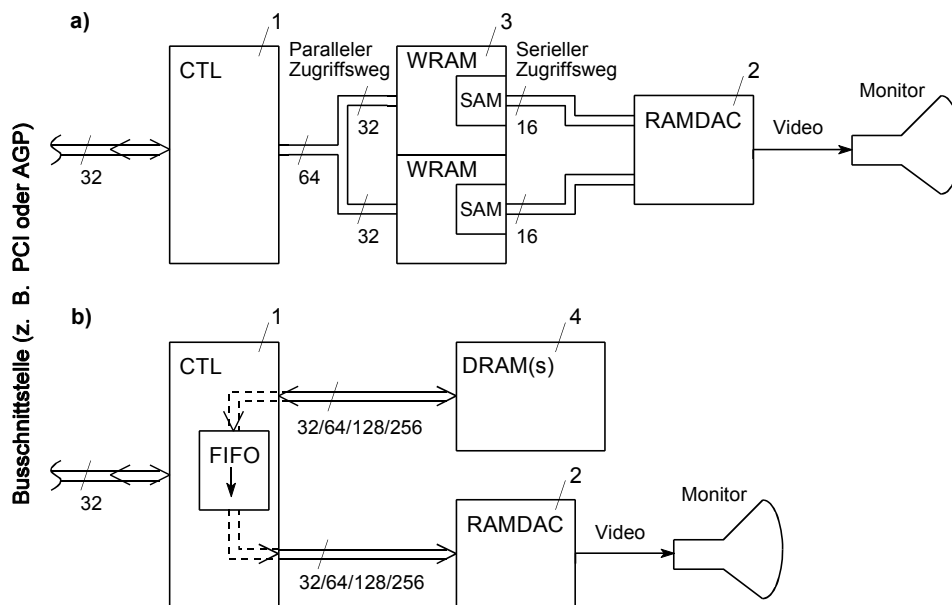 a)
1
3
Paralleler
Zugriffsweg
Serieller
Zugriffsweg
2
CTL
WRAM
SAM
RAMDAC
Monitor
Video
32
32
16
32
64
WRAM
SAM
32
16
Busschnittstelle (z. B. PCI oder AGP)
b)
1
4
CTL
DRAM(s)
32/64/128/256
FIFO
32
2
RAMDAC
Monitor
Video
32/64/128/256